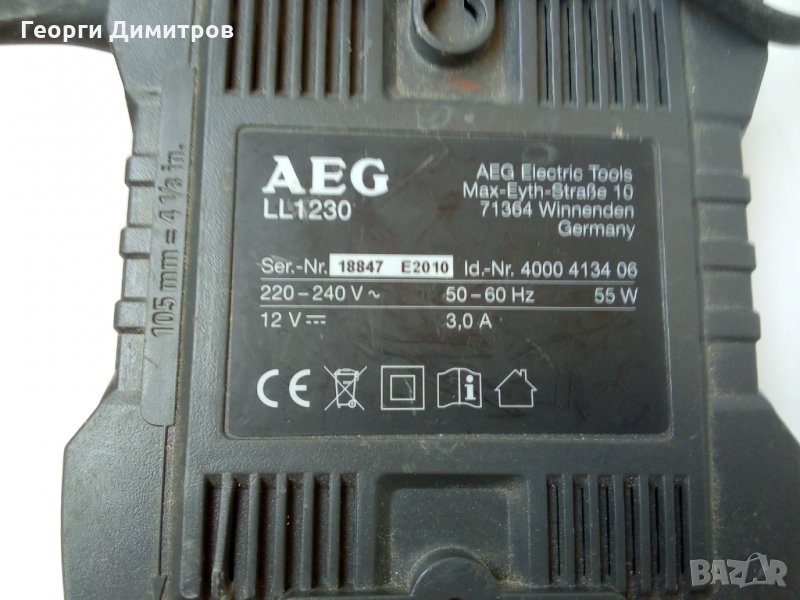 Георги Димитров
AEG
LL1230
AEG Electric Tools
Max-Eyth-Straße 10
71364 Winnenden
Germany
Ser.-Nr. 18847 E2010 Id.-Nr. 4000 4134 06
220-240 V ~ 50-60 Hz 55 W
12 V ⎓ 3,0 A
CE
105 mm = 4 1/8 in.
BAZAR